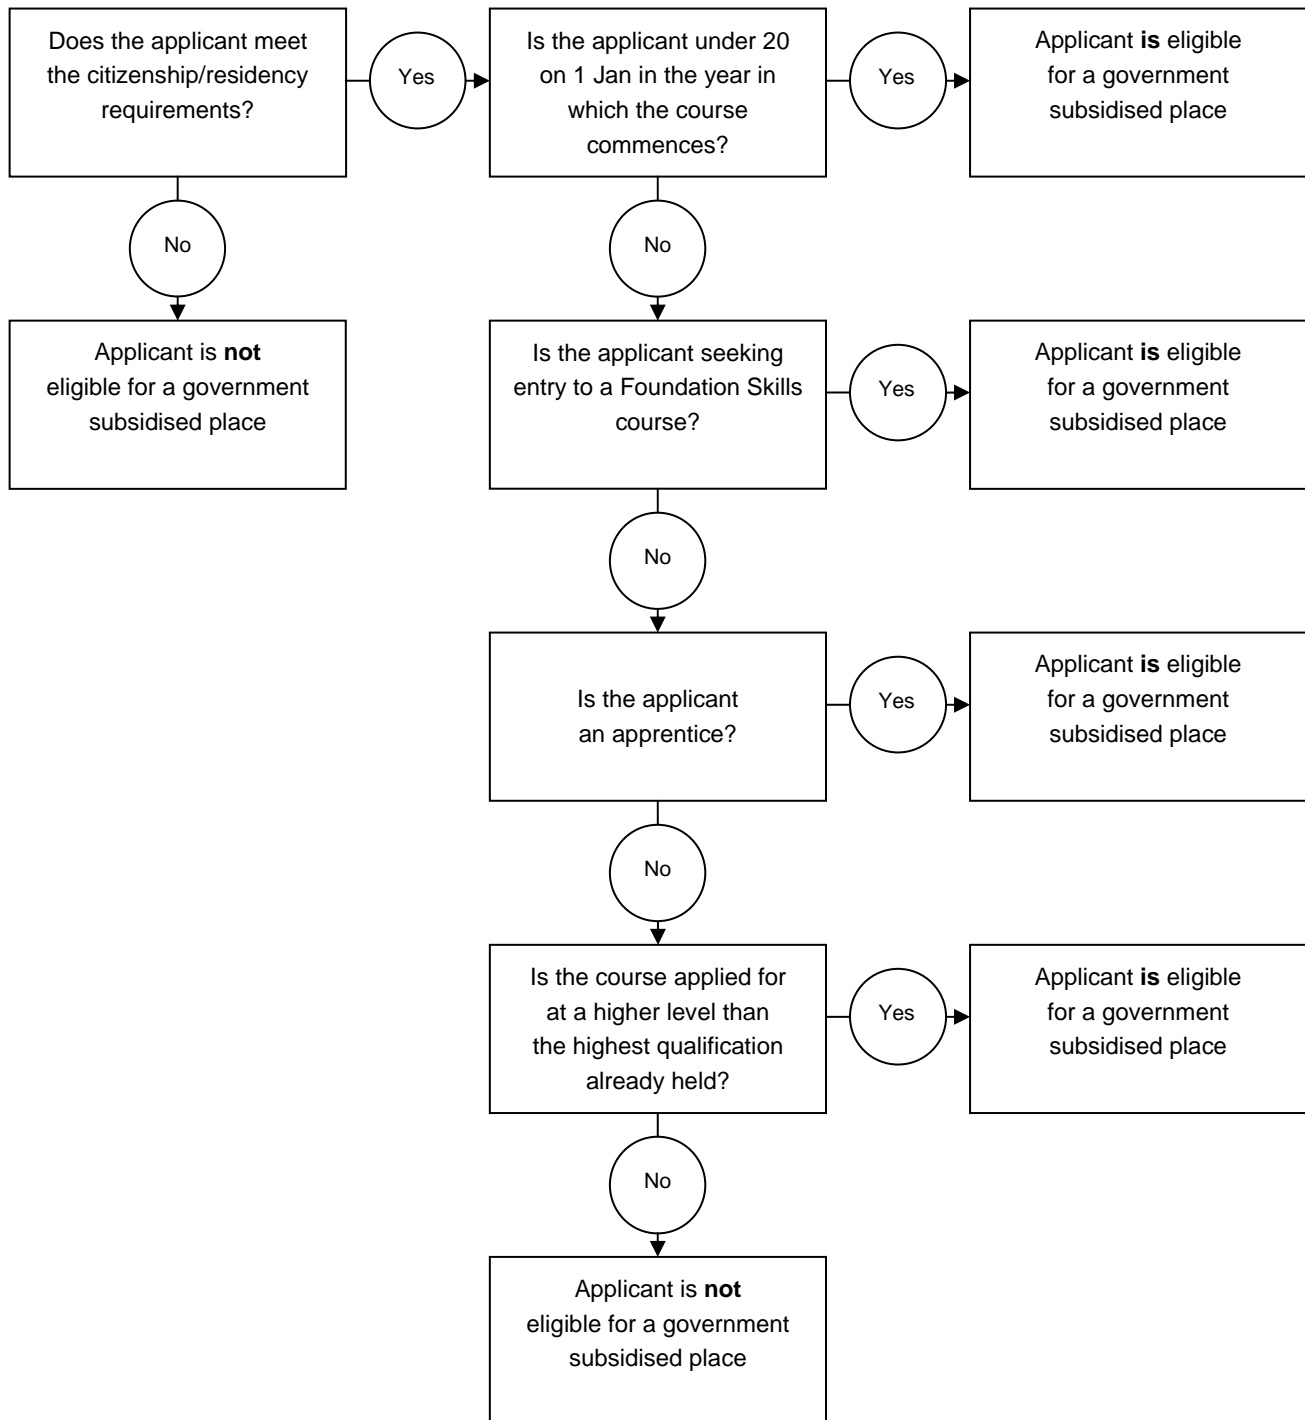 Does the applicant meet
the citizenship/residency
requirements?
Yes
Is the applicant under 20
on 1 Jan in the year in
which the course
commences?
Yes
Applicant is eligible
for a government
subsidised place
No
No
Applicant is not
eligible for a government
subsidised place
Is the applicant seeking
entry to a Foundation Skills
course?
Yes
Applicant is eligible
for a government
subsidised place
No
Is the applicant
an apprentice?
Yes
Applicant is eligible
for a government
subsidised place
No
Is the course applied for
at a higher level than
the highest qualification
already held?
Yes
Applicant is eligible
for a government
subsidised place
No
Applicant is not
eligible for a government
subsidised place